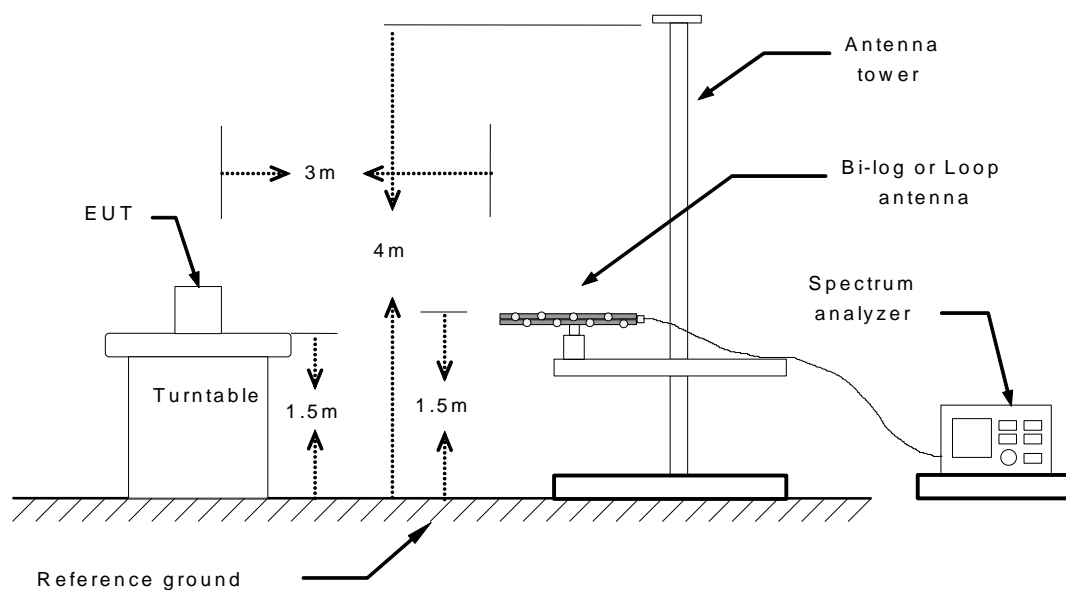 Antenna
tower
3m
Bi-log or Loop
antenna
EUT
4m
Spectrum
analyzer
Turntable
1.5m
1.5m
Reference ground